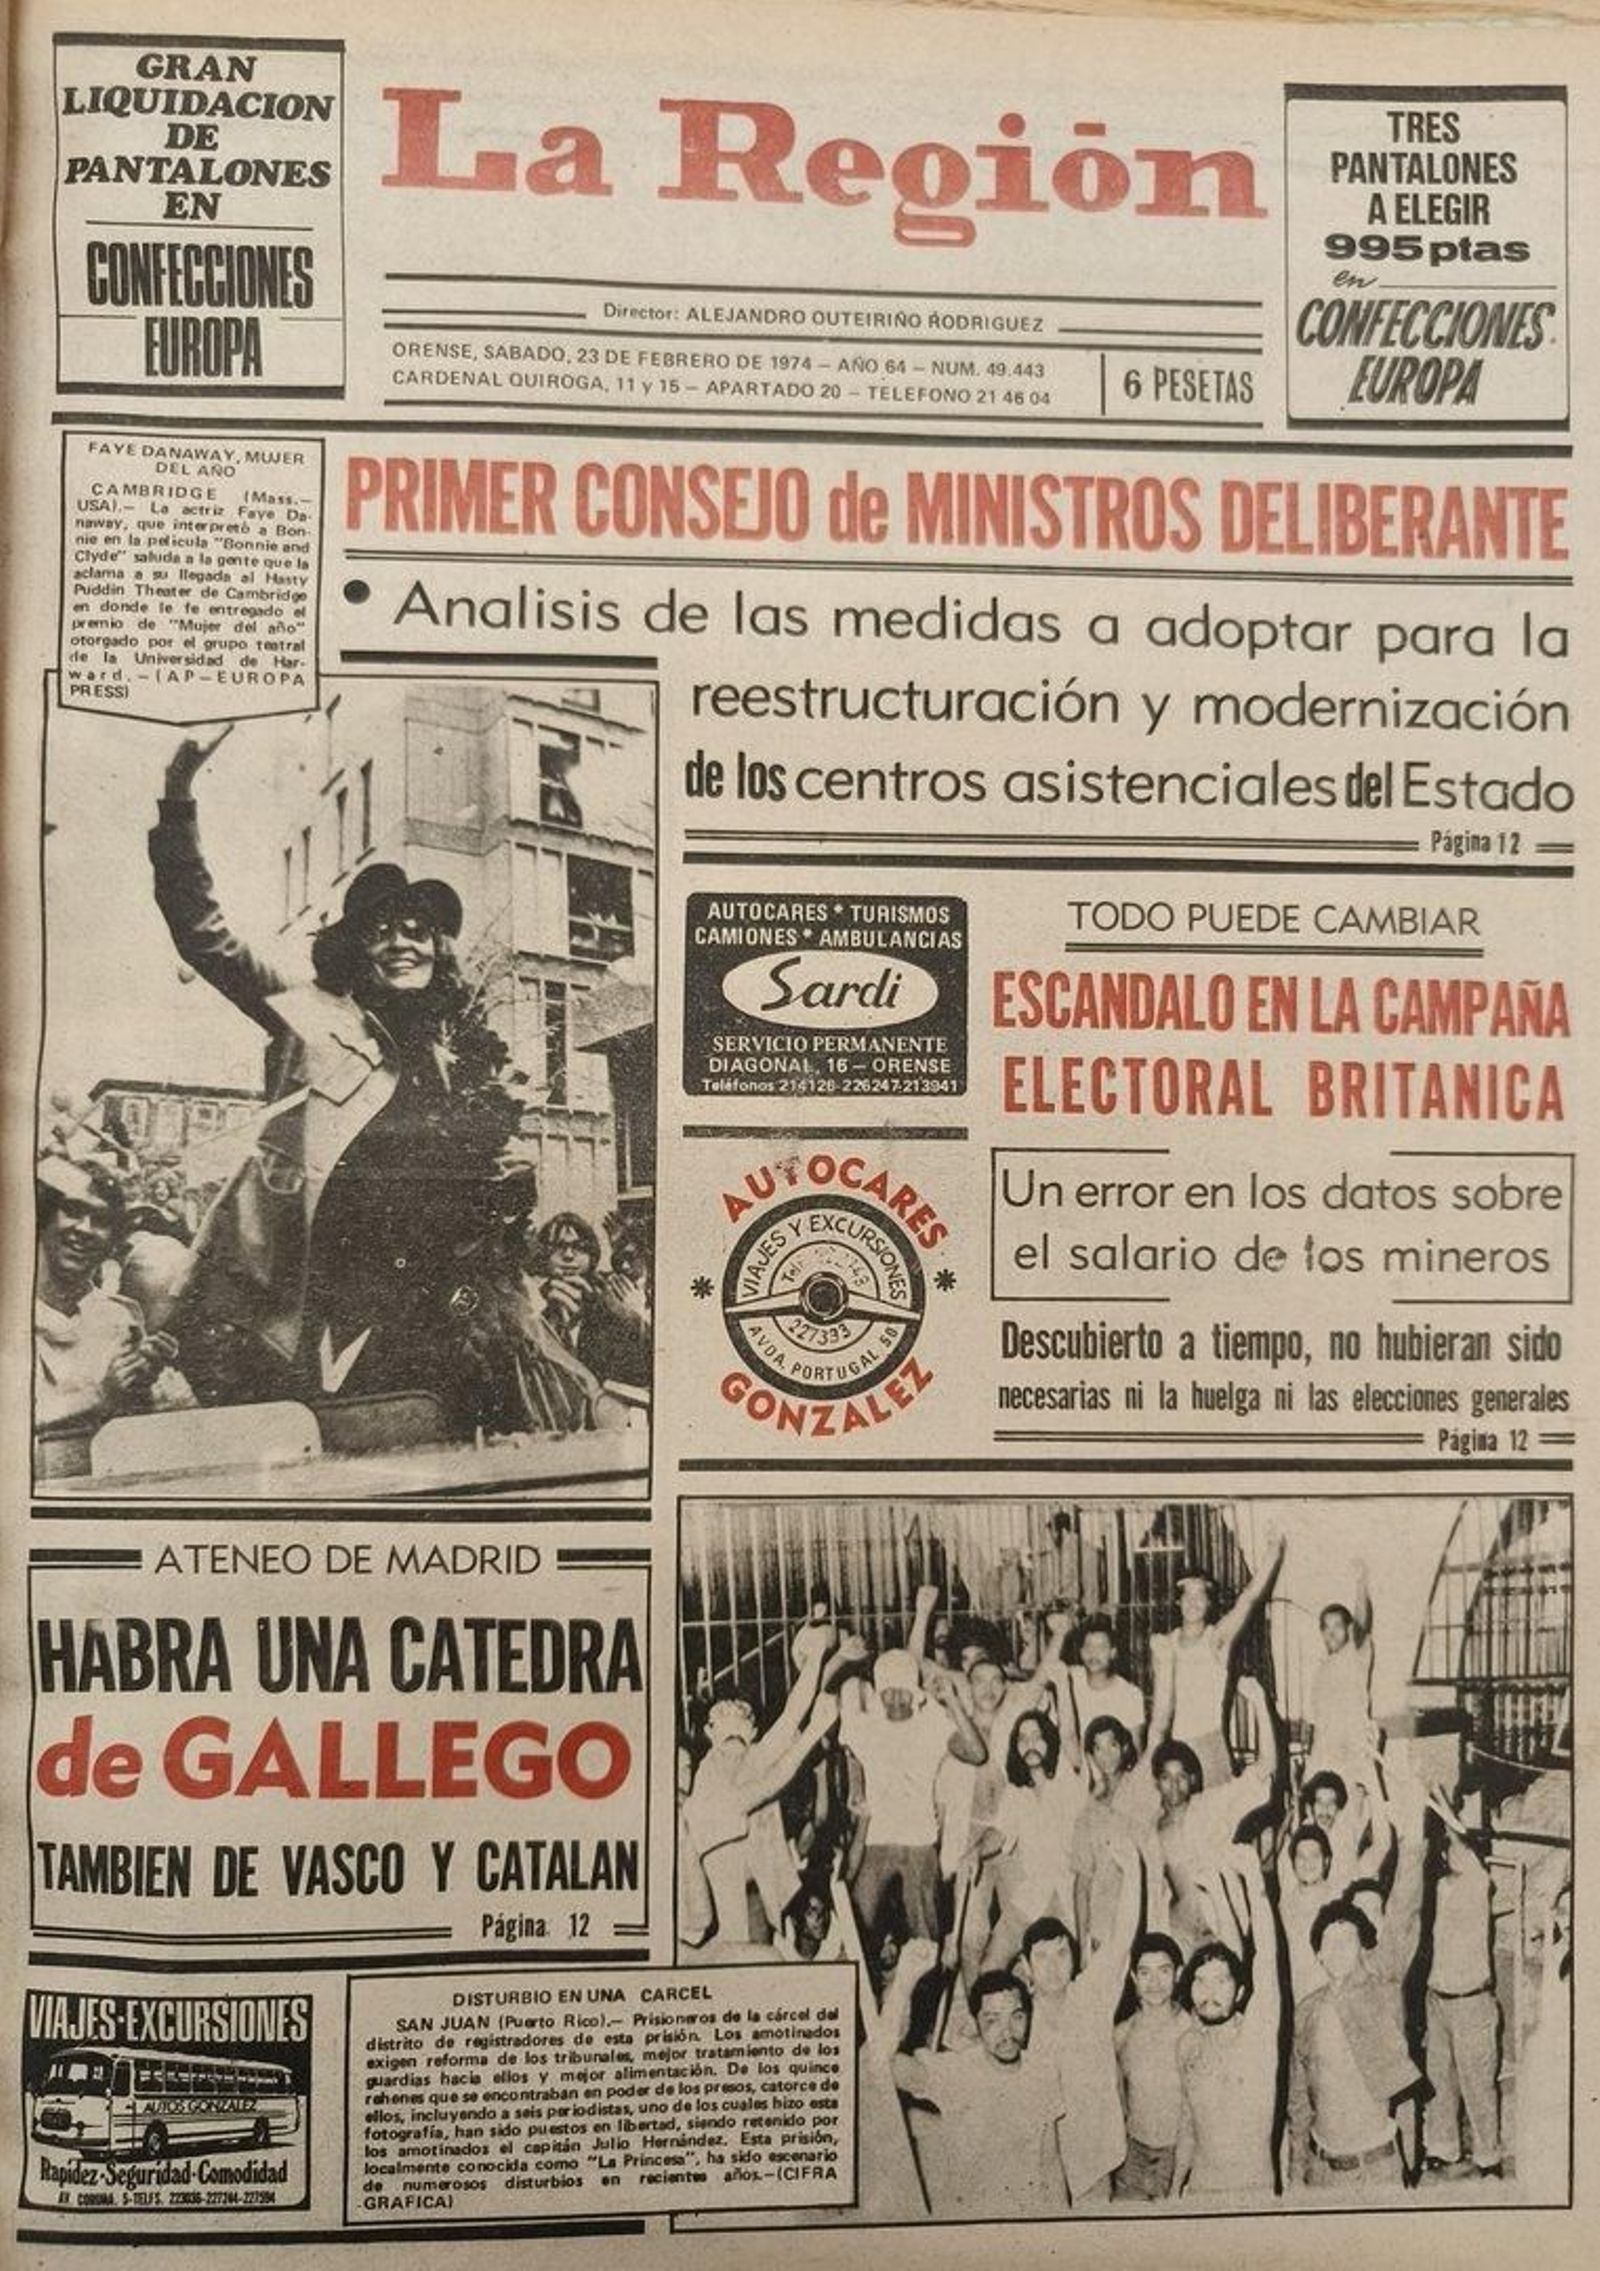 GRAN
LIQUIDACION
DE
PANTALONES
EN
CONFECCIONES
EUROPA
La Región
TRES
PANTALONES
A ELEGIR
995 ptas
en
CONFECCIONES
EUROPA
Director: ALEJANDRO OUTEIRIÑO RODRIGUEZ
ORENSE, SABADO, 23 DE FEBRERO DE 1974 — AÑO 64 — NUM. 49.443
CARDENAL QUIROGA, 11 y 15 — APARTADO 20 — TELEFONO 21 46 04
6 PESETAS
FAYE DANAWAY, MUJER
DEL AÑO
CAMBRIDGE (Mass.—
USA).— La actriz Faye Da-
naway, que interpretó a Bon-
nie en la película "Bonnie and
Clyde" saluda a la gente que la
aclama a su llegada al Hasty
Puddin Theater de Cambridge
en donde le fe entregado el
premio de "Mujer del año"
otorgado por el grupo teatral
de la Universidad de Har-
ward.—(AP—EUROPA
PRESS)
PRIMER CONSEJO de MINISTROS DELIBERANTE
• Analisis de las medidas a adoptar para la
reestructuración y modernización
de los centros asistenciales del Estado
Página 12
AUTOCARES * TURISMOS
CAMIONES * AMBULANCIAS
Sardi
SERVICIO PERMANENTE
DIAGONAL, 16 — ORENSE
Teléfonos 214126-226247-213941
AUTOCARES
VIAJES Y EXCURSIONES
227393
AVDA. PORTUGAL 50
GONZALEZ
TODO PUEDE CAMBIAR
ESCANDALO EN LA CAMPAÑA
ELECTORAL BRITANICA
Un error en los datos sobre
el salario de los mineros
Descubierto a tiempo, no hubieran sido
necesarias ni la huelga ni las elecciones generales
Página 12
ATENEO DE MADRID
HABRA UNA CATEDRA
de GALLEGO
TAMBIEN DE VASCO Y CATALAN
Página 12
VIAJES-EXCURSIONES
AUTOS GONZALEZ
Rapidez-Seguridad-Comodidad
AV. CORUÑA, 5-TELFS. 223036-227244-227594
DISTURBIO EN UNA CARCEL
SAN JUAN (Puerto Rico).— Prisioneros de la cárcel del
distrito de registradores de esta prisión. Los amotinados
exigen reforma de los tribunales, mejor tratamiento de los
guardias hacia ellos y mejor alimentación. De los quince
rehenes que se encontraban en poder de los presos, catorce de
ellos, incluyendo a seis periodistas, uno de los cuales hizo esta
fotografía, han sido puestos en libertad, siendo retenido por
los amotinados el capitán Julio Hernández. Esta prisión,
localmente conocida como "La Princesa", ha sido escenario
de numerosos disturbios en recientes años.—(CIFRA
GRAFICA)